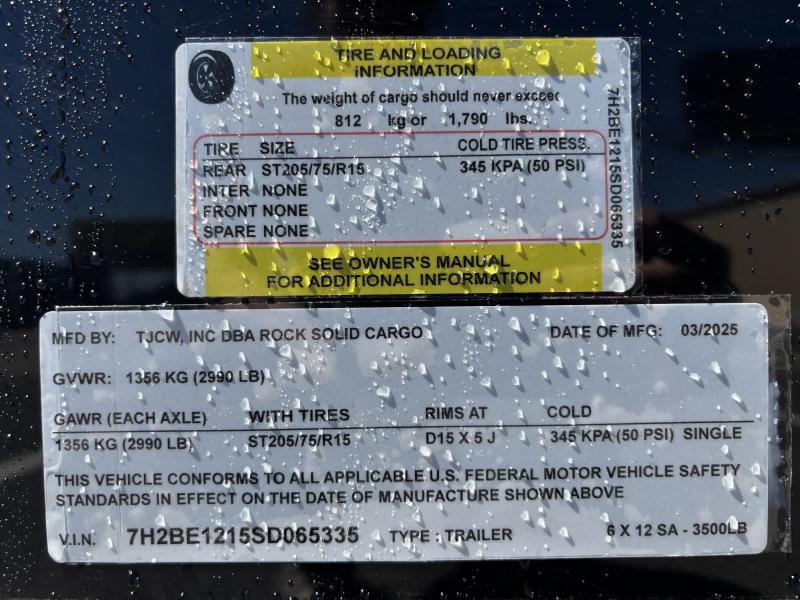 TIRE AND LOADING
INFORMATION
The weight of cargo should never exceed
812 kg or 1,790 lbs.
TIRE SIZE COLD TIRE PRESS.
REAR ST205/75/R15 345 KPA (50 PSI)
INTER NONE
FRONT NONE
SPARE NONE
SEE OWNER'S MANUAL
FOR ADDITIONAL INFORMATION
7H2BE1215SD065335
MFD BY: TJCW, INC DBA ROCK SOLID CARGO DATE OF MFG: 03/2025
GVWR: 1356 KG (2990 LB)
GAWR (EACH AXLE) WITH TIRES RIMS AT COLD
1356 KG (2990 LB) ST205/75/R15 D15 X 5 J 345 KPA (50 PSI) SINGLE
THIS VEHICLE CONFORMS TO ALL APPLICABLE U.S. FEDERAL MOTOR VEHICLE SAFETY
STANDARDS IN EFFECT ON THE DATE OF MANUFACTURE SHOWN ABOVE
V.I.N. 7H2BE1215SD065335 TYPE : TRAILER 6 X 12 SA - 3500LB